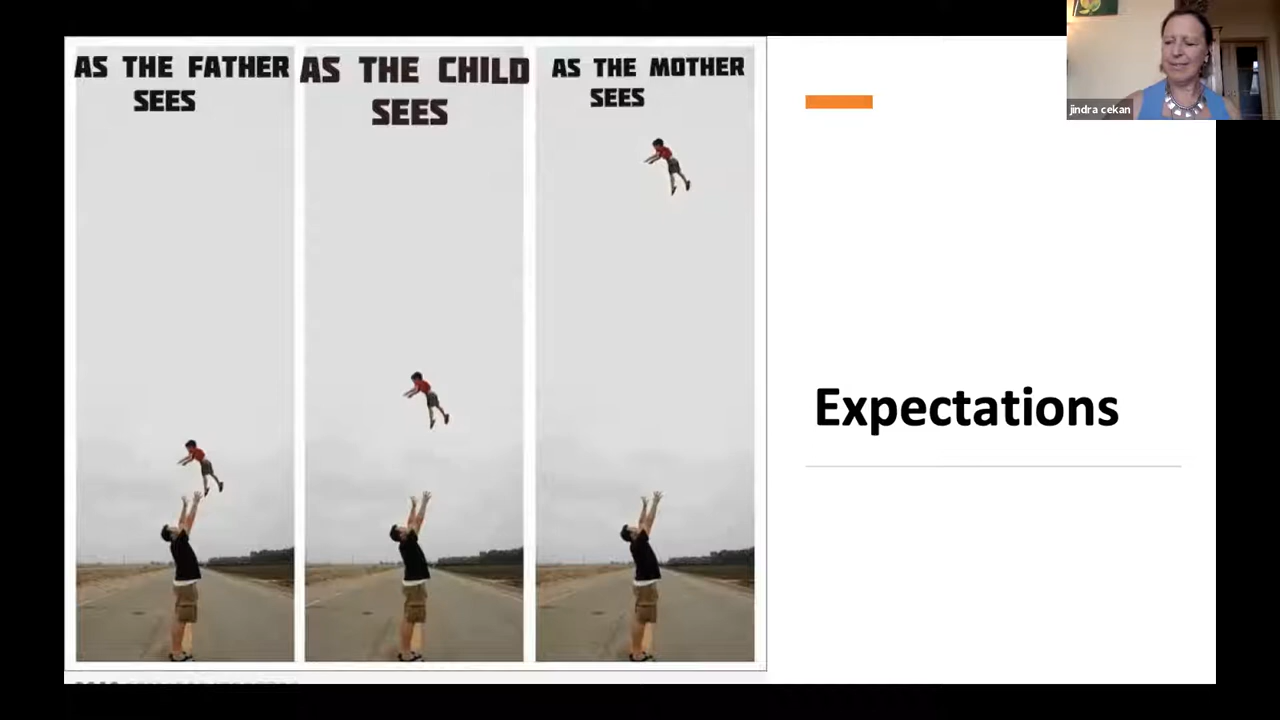 AS THE FATHER
SEES
AS THE CHILD
SEES
AS THE MOTHER
SEES
jindra cekan
Expectations